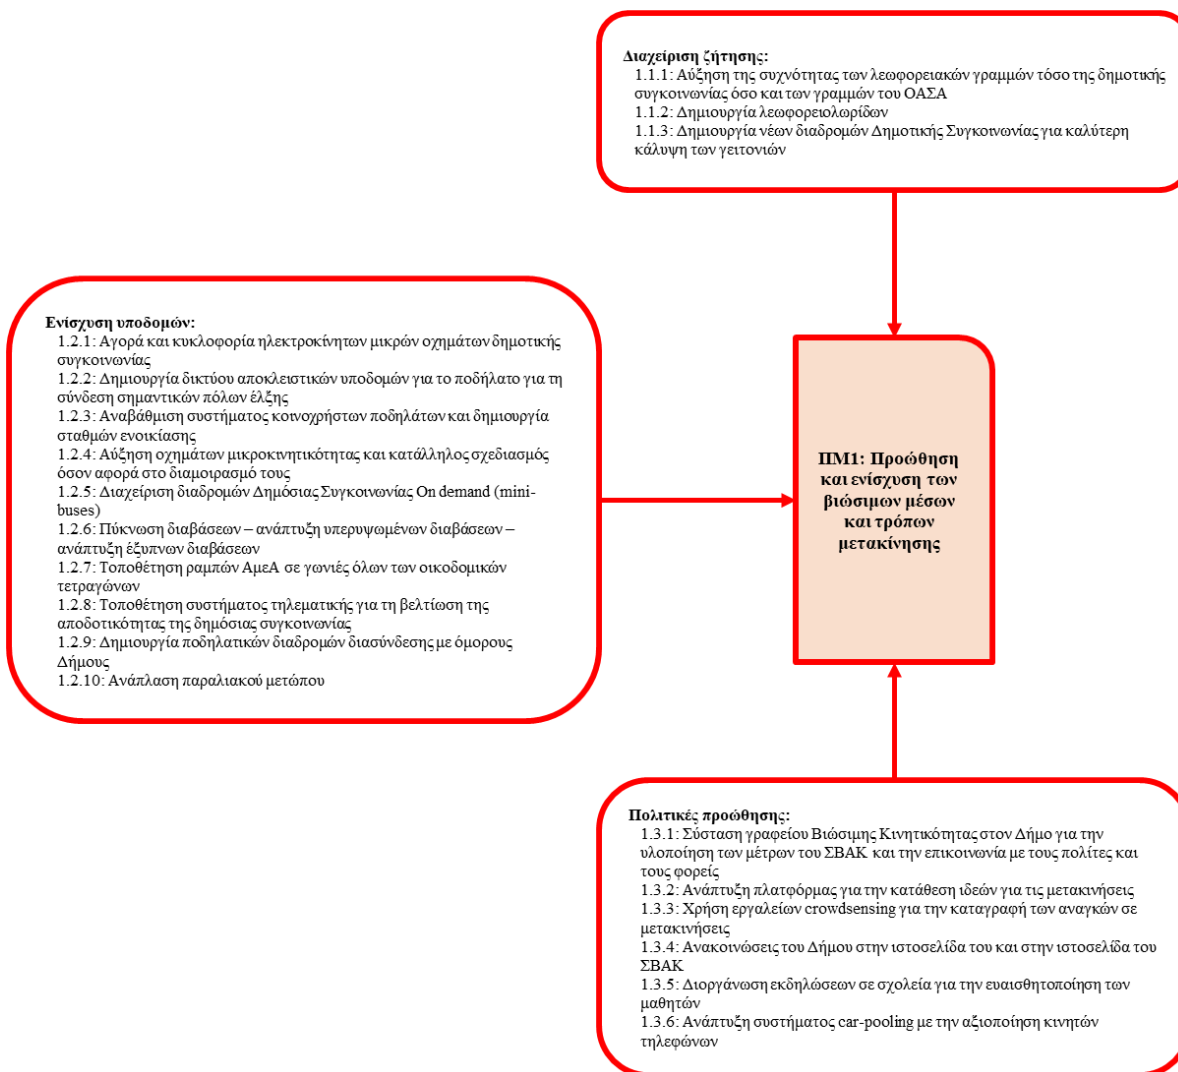 Διαχείριση ζήτησης:
1.1.1: Αύξηση της συχνότητας των λεωφορειακών γραμμών τόσο της δημοτικής
συγκοινωνίας όσο και των γραμμών του ΟΑΣΑ
1.1.2: Δημιουργία λεωφορειολωρίδων
1.1.3: Δημιουργία νέων διαδρομών Δημοτικής Συγκοινωνίας για καλύτερη
κάλυψη των γειτονιών
Ενίσχυση υποδομών:
1.2.1: Αγορά και κυκλοφορία ηλεκτροκίνητων μικρών οχημάτων δημοτικής
συγκοινωνίας
1.2.2: Δημιουργία δικτύου αποκλειστικών υποδομών για το ποδήλατο για τη
σύνδεση σημαντικών πόλων έλξης
1.2.3: Αναβάθμιση συστήματος κοινοχρήστων ποδηλάτων και δημιουργία
σταθμών ενοικίασης
1.2.4: Αύξηση οχημάτων μικροκινητικότητας και κατάλληλος σχεδιασμός
όσον αφορά στο διαμοιρασμό τους
1.2.5: Διαχείριση διαδρομών Δημόσιας Συγκοινωνίας On demand (mini-
buses)
1.2.6: Πύκνωση διαβάσεων – ανάπτυξη υπερυψωμένων διαβάσεων –
ανάπτυξη έξυπνων διαβάσεων
1.2.7: Τοποθέτηση ραμπών ΑμεΑ σε γωνιές όλων των οικοδομικών
τετραγώνων
1.2.8: Τοποθέτηση συστήματος τηλεματικής για τη βελτίωση της
αποδοτικότητας της δημόσιας συγκοινωνίας
1.2.9: Δημιουργία ποδηλατικών διαδρομών διασύνδεσης με όμορους
Δήμους
1.2.10: Ανάπλαση παραλιακού μετώπου
ΠΜ1: Προώθηση
και ενίσχυση των
βιώσιμων μέσων
και τρόπων
μετακίνησης
Πολιτικές προώθησης:
1.3.1: Σύσταση γραφείου Βιώσιμης Κινητικότητας στον Δήμο για την
υλοποίηση των μέτρων του ΣΒΑΚ και την επικοινωνία με τους πολίτες και
τους φορείς
1.3.2: Ανάπτυξη πλατφόρμας για την κατάθεση ιδεών για τις μετακινήσεις
1.3.3: Χρήση εργαλείων crowdsensing για την καταγραφή των αναγκών σε
μετακινήσεις
1.3.4: Ανακοινώσεις του Δήμου στην ιστοσελίδα του και στην ιστοσελίδα του
ΣΒΑΚ
1.3.5: Διοργάνωση εκδηλώσεων σε σχολεία για την ευαισθητοποίηση των
μαθητών
1.3.6: Ανάπτυξη συστήματος car-pooling με την αξιοποίηση κινητών
τηλεφώνων